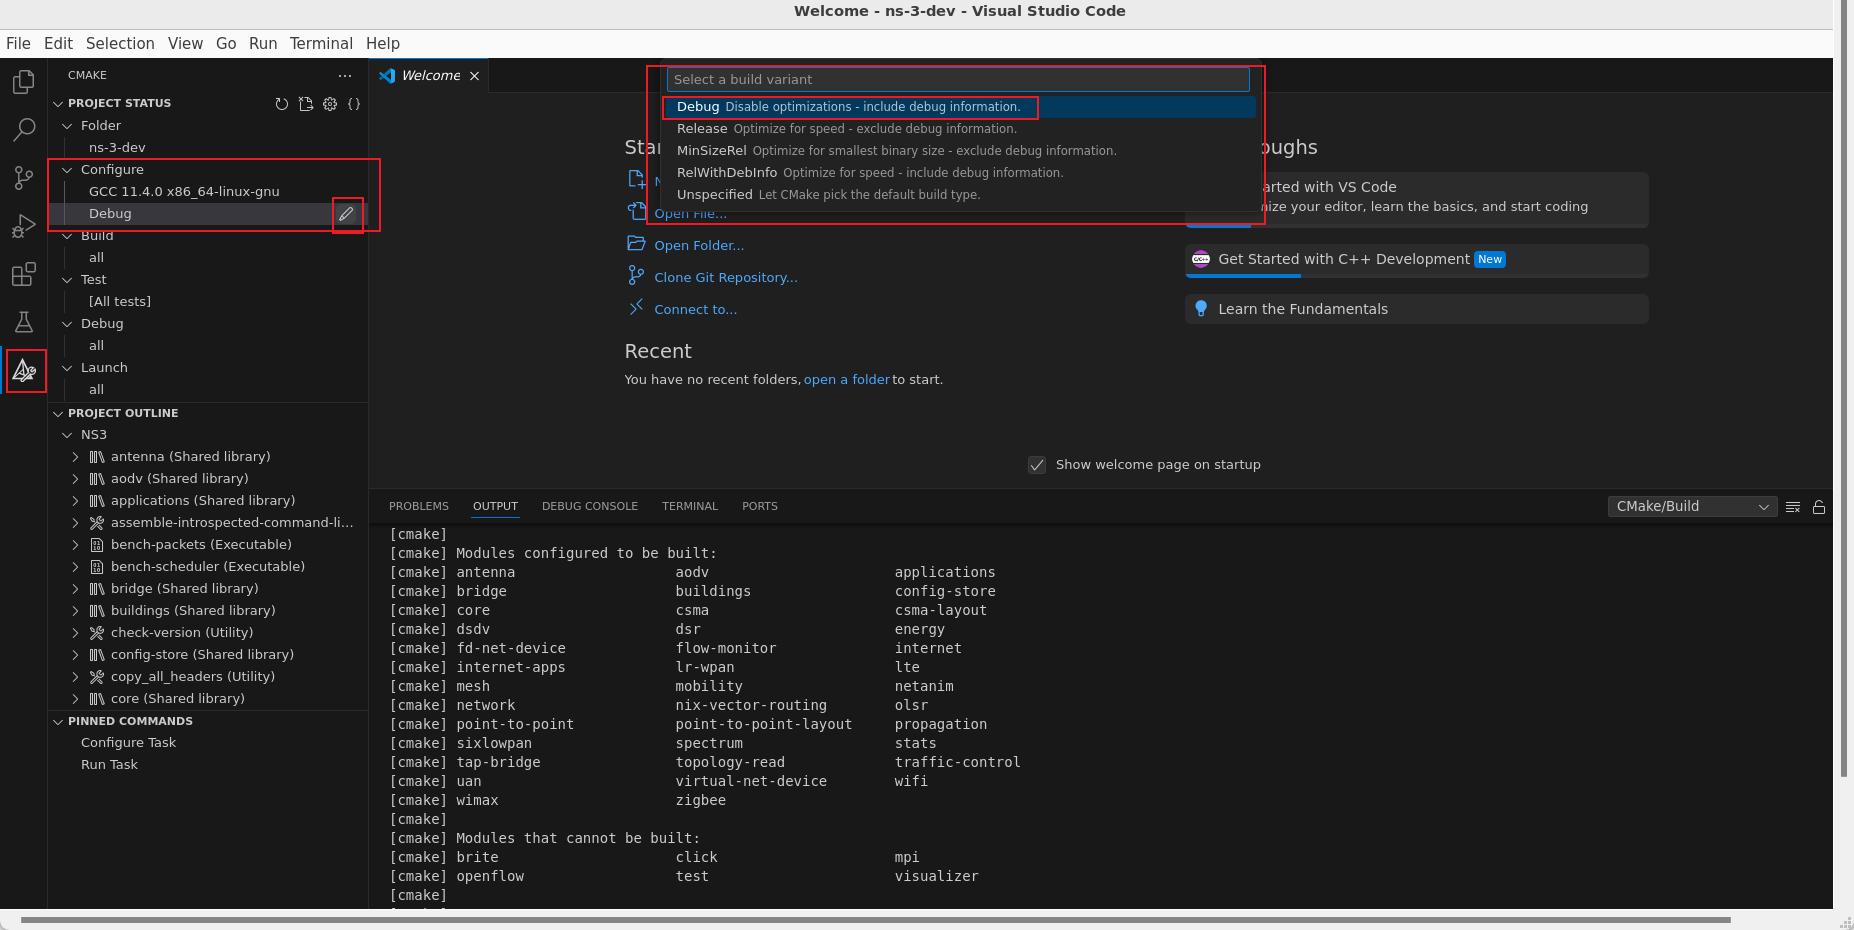 Welcome - ns-3-dev - Visual Studio Code
File Edit Selection View Go Run Terminal Help
CMAKE
PROJECT STATUS
Folder
ns-3-dev
Configure
GCC 11.4.0 x86_64-linux-gnu
Debug
Build
all
Test
[All tests]
Debug
all
Launch
all
PROJECT OUTLINE
NS3
antenna (Shared library)
aodv (Shared library)
applications (Shared library)
assemble-introspected-command-li...
bench-packets (Executable)
bench-scheduler (Executable)
bridge (Shared library)
buildings (Shared library)
check-version (Utility)
config-store (Shared library)
copy_all_headers (Utility)
core (Shared library)
PINNED COMMANDS
Configure Task
Run Task
Welcome
Select a build variant
Debug Disable optimizations - include debug information.
Release Optimize for speed - exclude debug information.
MinSizeRel Optimize for smallest binary size - exclude debug information.
RelWithDebInfo Optimize for speed - include debug information.
Unspecified Let CMake pick the default build type.
Open File...
Open Folder...
Clone Git Repository...
Connect to...
Recent
You have no recent folders, open a folder to start.
arted with VS Code
ize your editor, learn the basics, and start coding
Get Started with C++ Development New
Learn the Fundamentals
Show welcome page on startup
PROBLEMS OUTPUT DEBUG CONSOLE TERMINAL PORTS
CMake/Build
[cmake]
[cmake] Modules configured to be built:
[cmake] antenna aodv applications
[cmake] bridge buildings config-store
[cmake] core csma csma-layout
[cmake] dsdv dsr energy
[cmake] fd-net-device flow-monitor internet
[cmake] internet-apps lr-wpan lte
[cmake] mesh mobility netanim
[cmake] network nix-vector-routing olsr
[cmake] point-to-point point-to-point-layout propagation
[cmake] sixlowpan spectrum stats
[cmake] tap-bridge topology-read traffic-control
[cmake] uan virtual-net-device wifi
[cmake] wimax zigbee
[cmake]
[cmake] Modules that cannot be built:
[cmake] brite click mpi
[cmake] openflow test visualizer
[cmake]